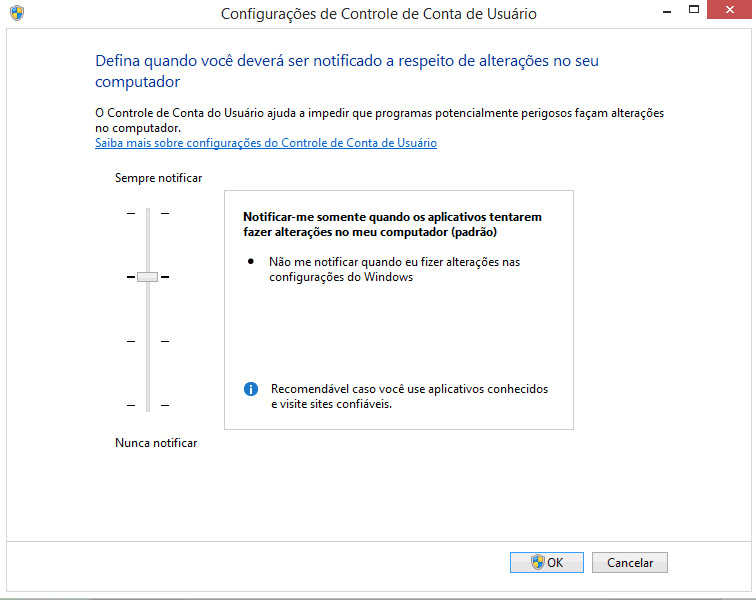 Configurações de Controle de Conta de Usuário
Defina quando você deverá ser notificado a respeito de alterações no seu
computador
O Controle de Conta do Usuário ajuda a impedir que programas potencialmente perigosos façam alterações
no computador.
Saiba mais sobre configurações do Controle de Conta de Usuário
Sempre notificar
Notificar-me somente quando os aplicativos tentarem
fazer alterações no meu computador (padrão)
• Não me notificar quando eu fizer alterações nas
configurações do Windows
Recomendável caso você use aplicativos conhecidos
e visite sites confiáveis.
Nunca notificar
OK
Cancelar